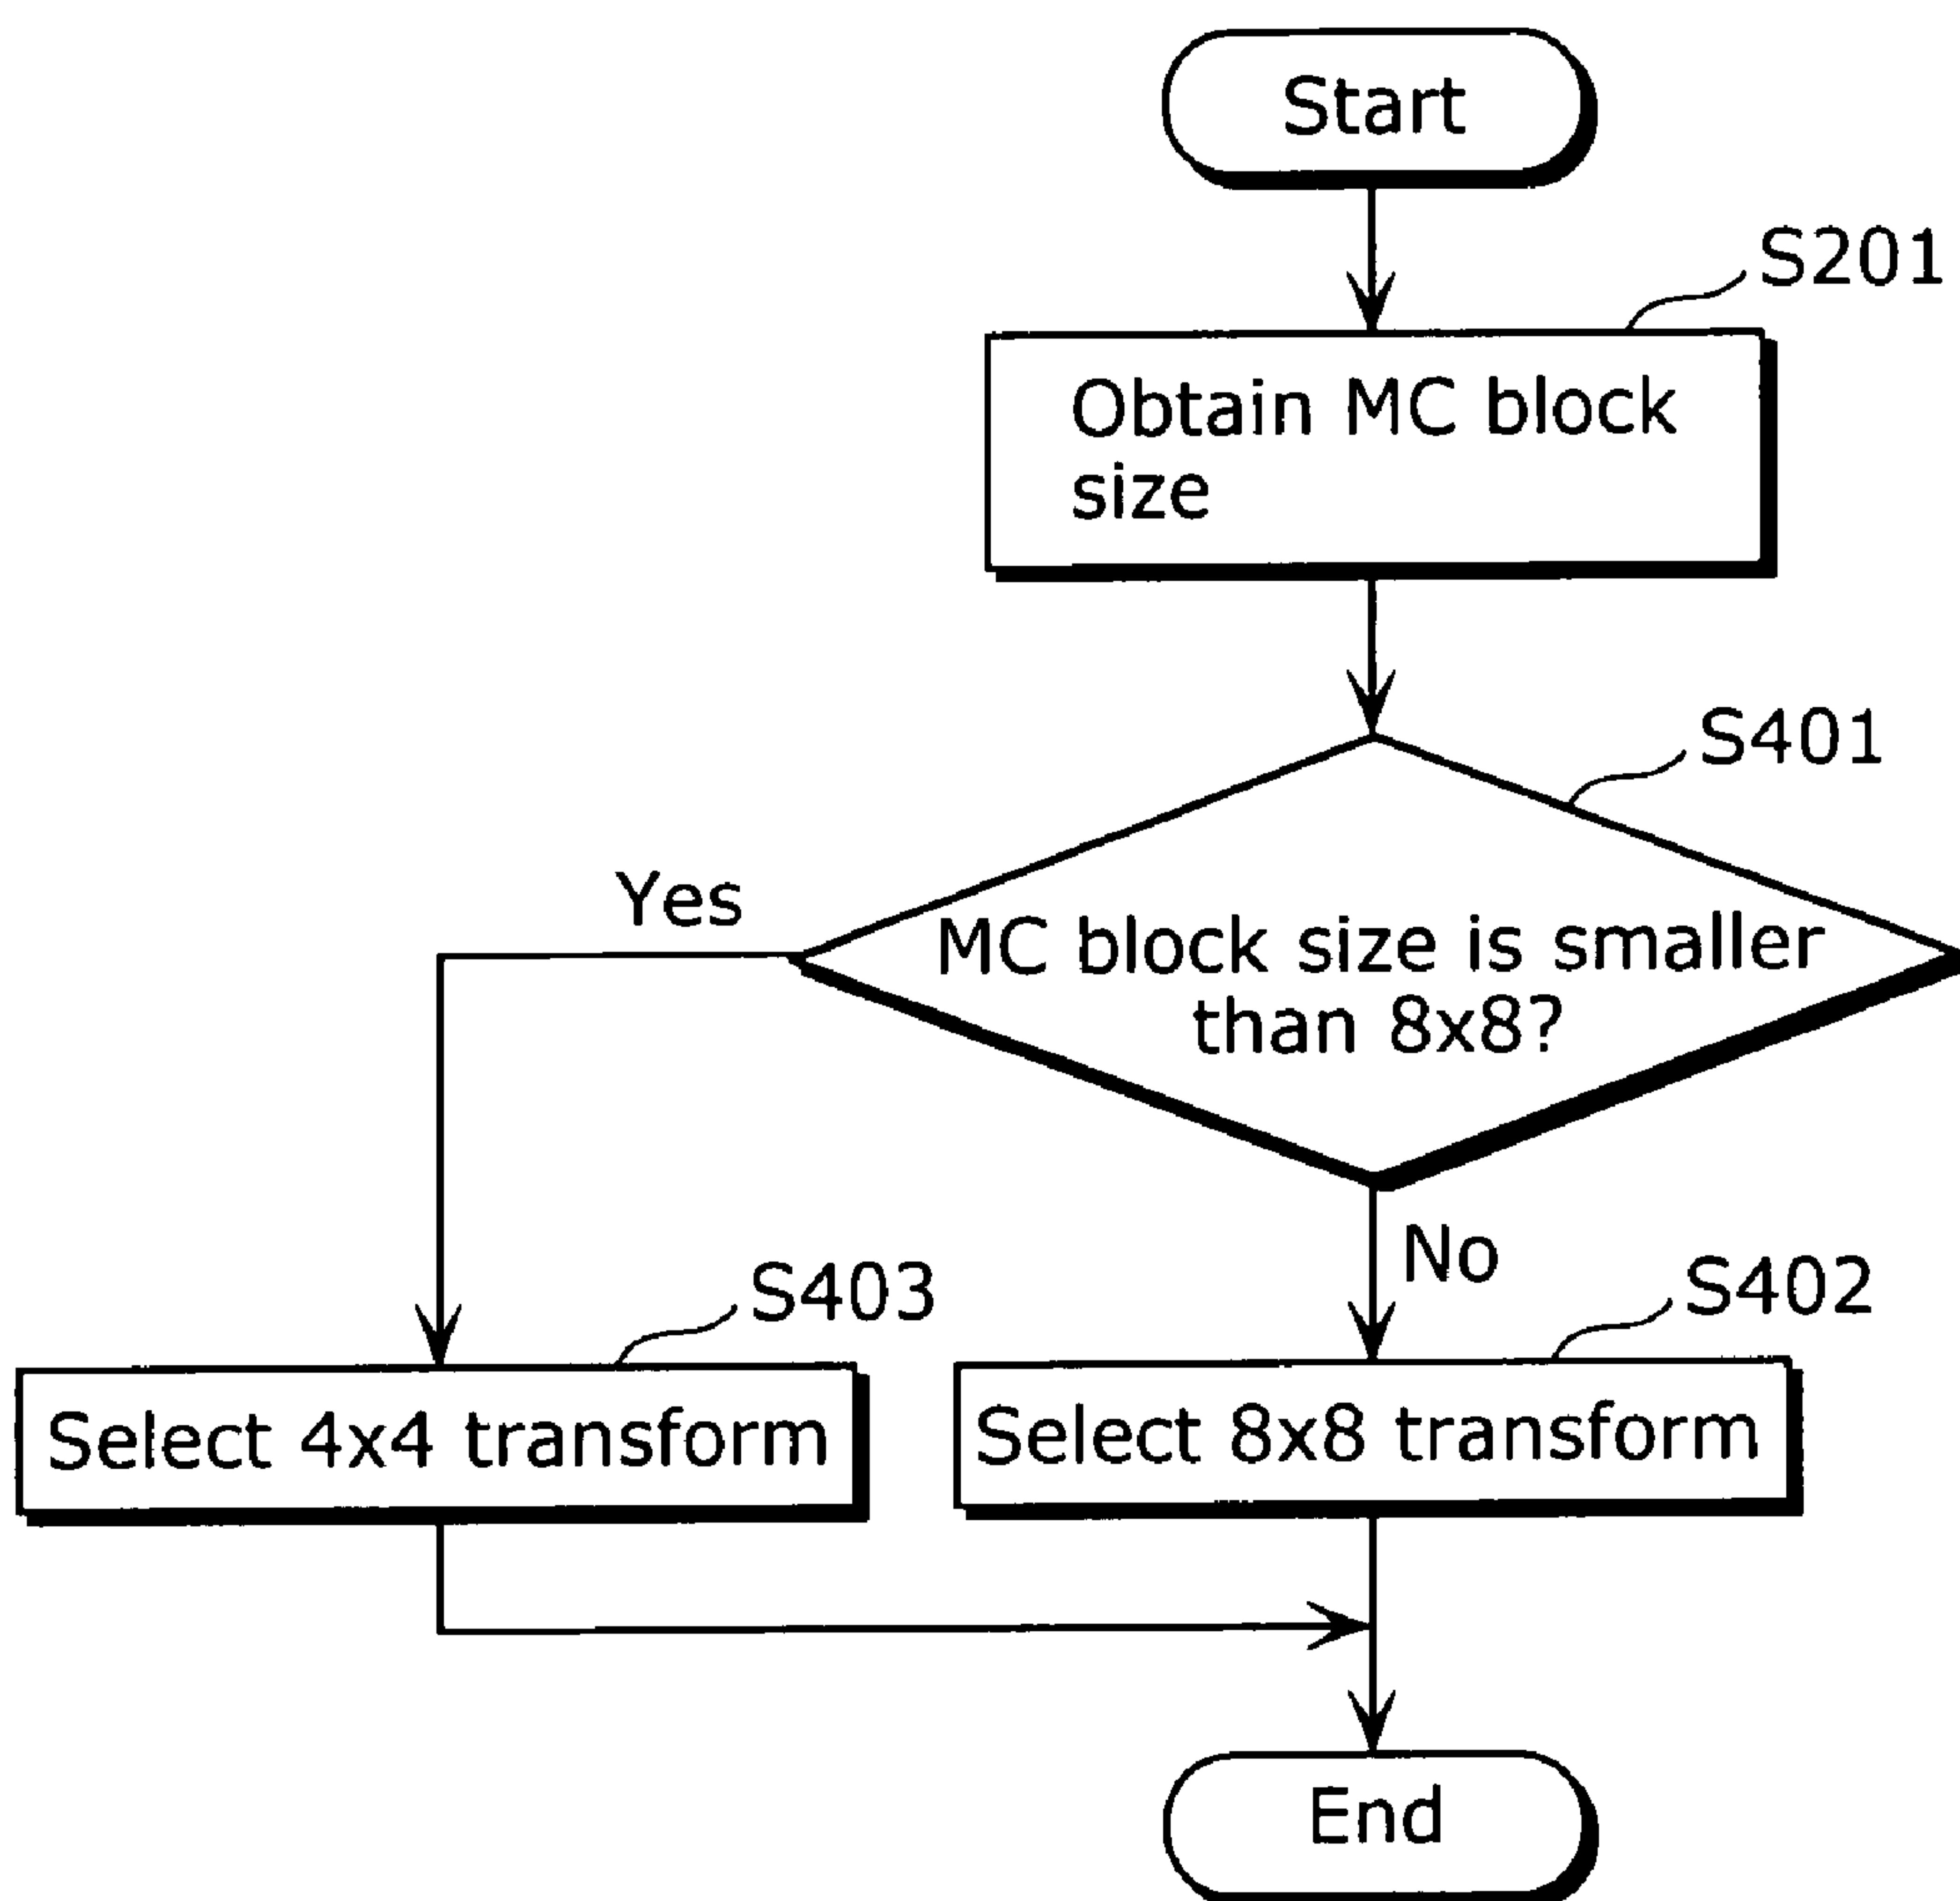 Start
S201
Obtain MC block
size
S401
Yes
MC block size is smaller
than 8x8?
No
S403
S402
Select 4x4 transform
Select 8x8 transform
End